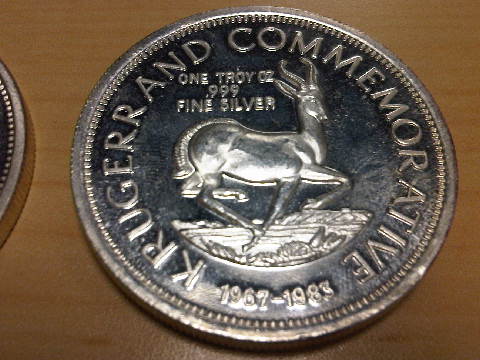 KRUGERRAND COMMEMORATIVE
ONE TROY OZ
.999
FINE SILVER
1967-1983